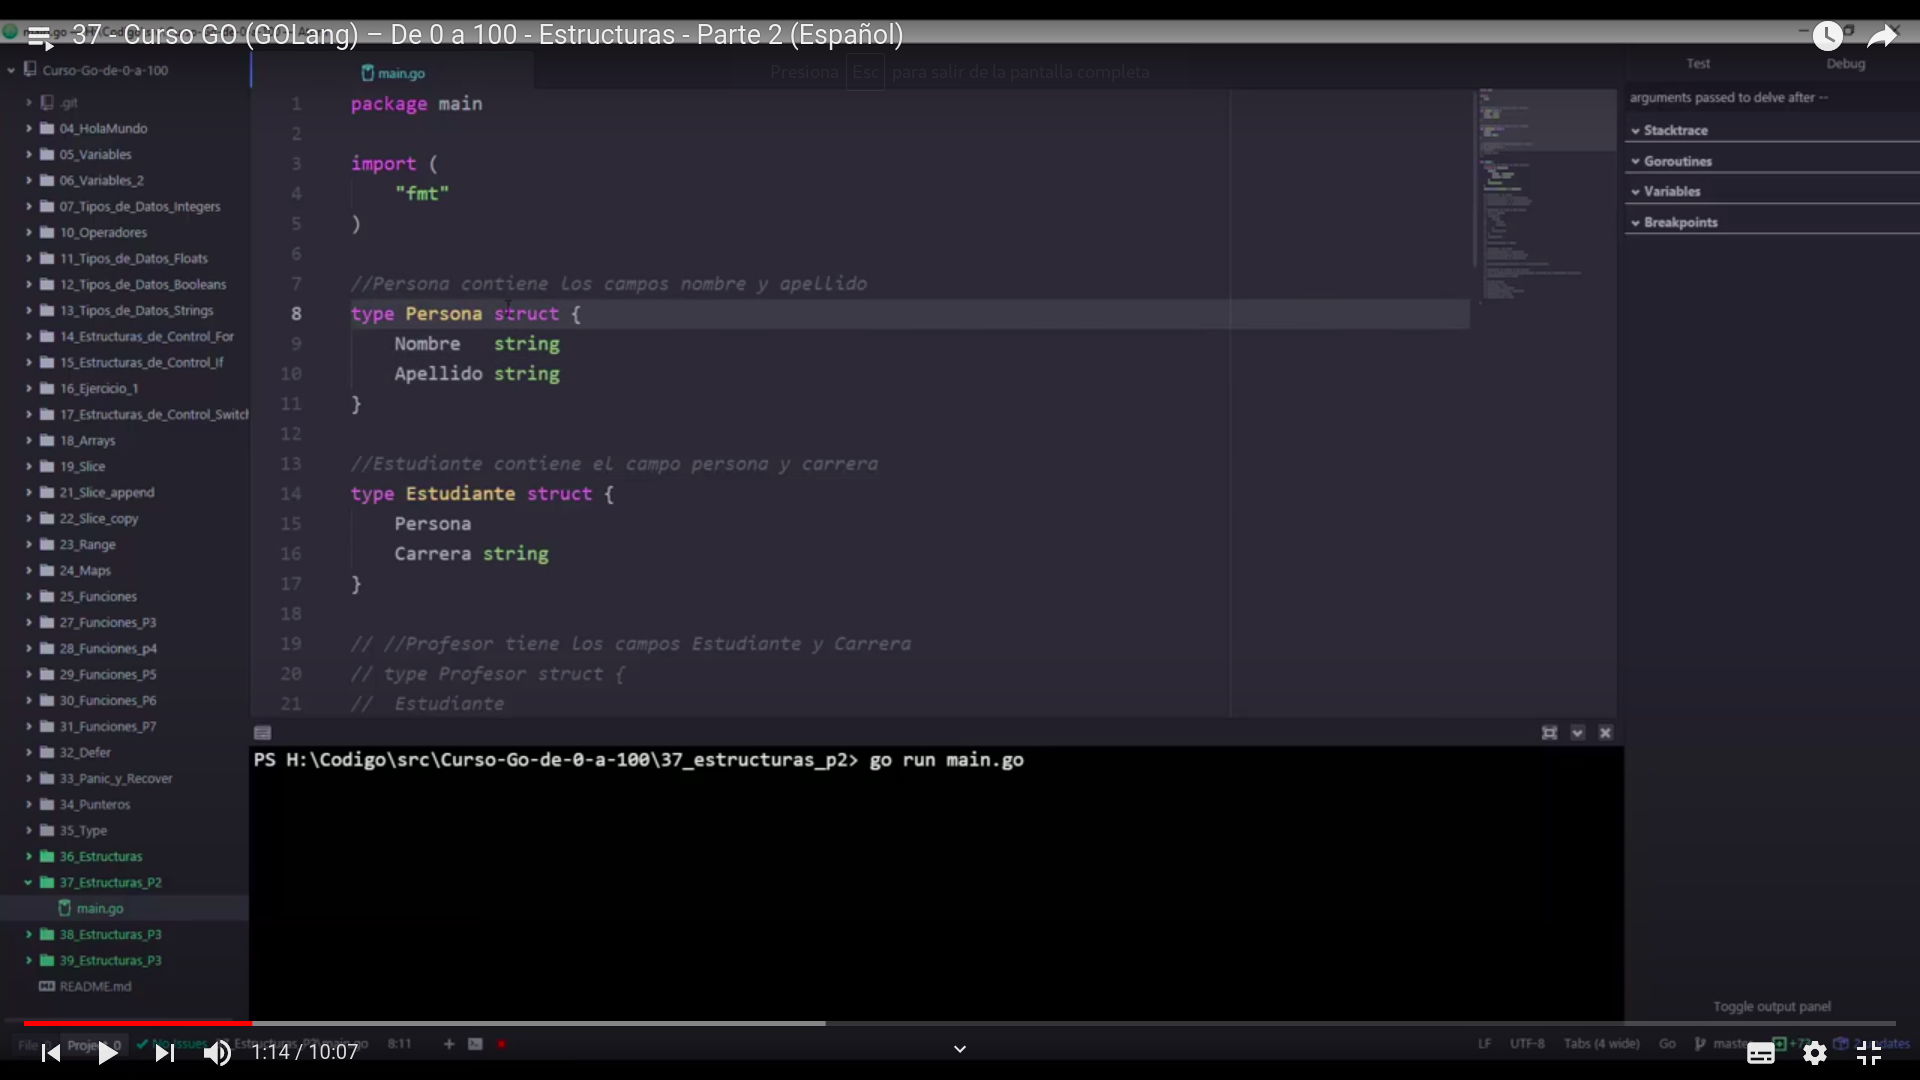 37 - Curso GO (GOLang) – De 0 a 100 - Estructuras - Parte 2 (Español)
Curso-Go-de-0-a-100
main.go
Presiona Esc para salir de la pantalla completa
Test
Debug
.git
04_HolaMundo
05_Variables
06_Variables_2
07_Tipos_de_Datos_Integers
10_Operadores
11_Tipos_de_Datos_Floats
12_Tipos_de_Datos_Booleans
13_Tipos_de_Datos_Strings
14_Estructuras_de_Control_For
15_Estructuras_de_Control_If
16_Ejercicio_1
17_Estructuras_de_Control_Switch
18_Arrays
19_Slice
21_Slice_append
22_Slice_copy
23_Range
24_Maps
25_Funciones
27_Funciones_P3
28_Funciones_p4
29_Funciones_P5
30_Funciones_P6
31_Funciones_P7
32_Defer
33_Panic_y_Recover
34_Punteros
35_Type
36_Estructuras
37_Estructuras_P2
main.go
38_Estructuras_P3
39_Estructuras_P3
README.md
1 package main
2
3 import (
4 "fmt"
5 )
6
7 //Persona contiene los campos nombre y apellido
8 type Persona struct {
9 Nombre string
10 Apellido string
11 }
12
13 //Estudiante contiene el campo persona y carrera
14 type Estudiante struct {
15 Persona
16 Carrera string
17 }
18
19 // //Profesor tiene los campos Estudiante y Carrera
20 // type Profesor struct {
21 // Estudiante
arguments passed to delve after --
Stacktrace
Goroutines
Variables
Breakpoints
PS H:\Codigo\src\Curso-Go-de-0-a-100\37_estructuras_p2> go run main.go
Toggle output panel
File 0 Project 0 No Issues
8:11
LF UTF-8 Tabs (4 wide) Go
1:14 / 10:07